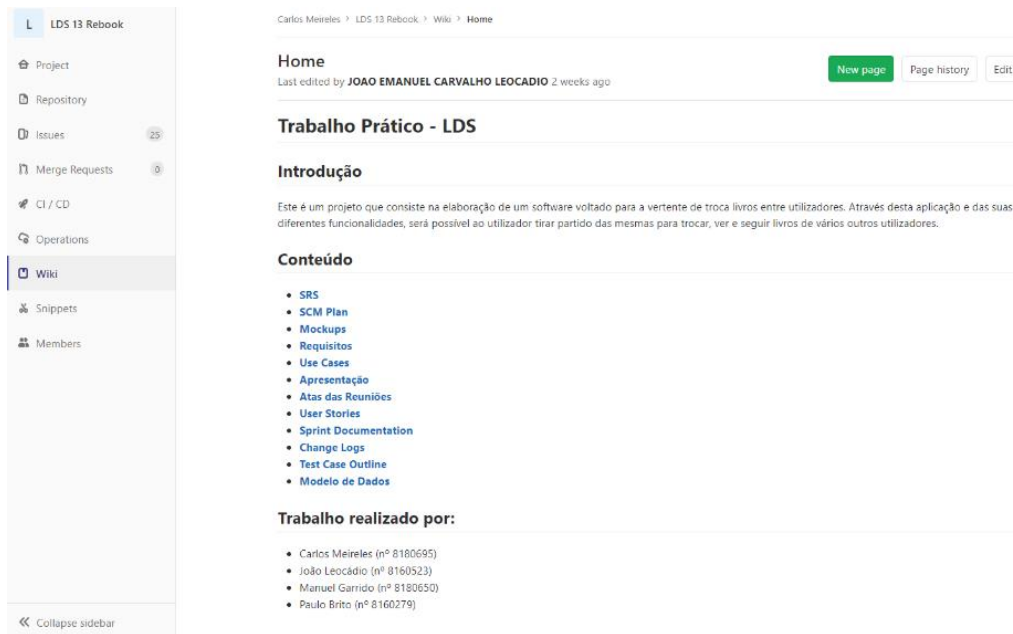 L LDS 13 Rebook
Project
Repository
Issues 25
Merge Requests 0
CI / CD
Operations
Wiki
Snippets
Members
Collapse sidebar
Carlos Meireles > LDS 13 Rebook > Wiki > Home
Home
Last edited by JOAO EMANUEL CARVALHO LEOCADIO 2 weeks ago
New page Page history Edit
Trabalho Prático - LDS
Introdução
Este é um projeto que consiste na elaboração de um software voltado para a vertente de troca livros entre utilizadores. Através desta aplicação e das suas
diferentes funcionalidades, será possível ao utilizador tirar partido das mesmas para trocar, ver e seguir livros de vários outros utilizadores.
Conteúdo
SRS
SCM Plan
Mockups
Requisitos
Use Cases
Apresentação
Atas das Reuniões
User Stories
Sprint Documentation
Change Logs
Test Case Outline
Modelo de Dados
Trabalho realizado por:
Carlos Meireles (nº 8180695)
João Leocádio (nº 8160523)
Manuel Garrido (nº 8180650)
Paulo Brito (nº 8160279)